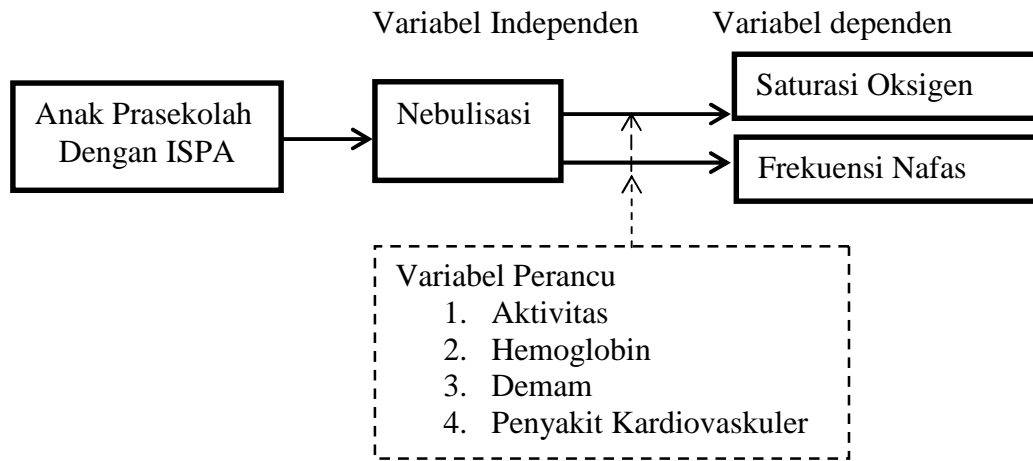 Variabel Independen
Variabel dependen
Anak Prasekolah
Dengan ISPA
Nebulisasi
Saturasi Oksigen
Frekuensi Nafas
Variabel Perancu
1. Aktivitas
2. Hemoglobin
3. Demam
4. Penyakit Kardiovaskuler